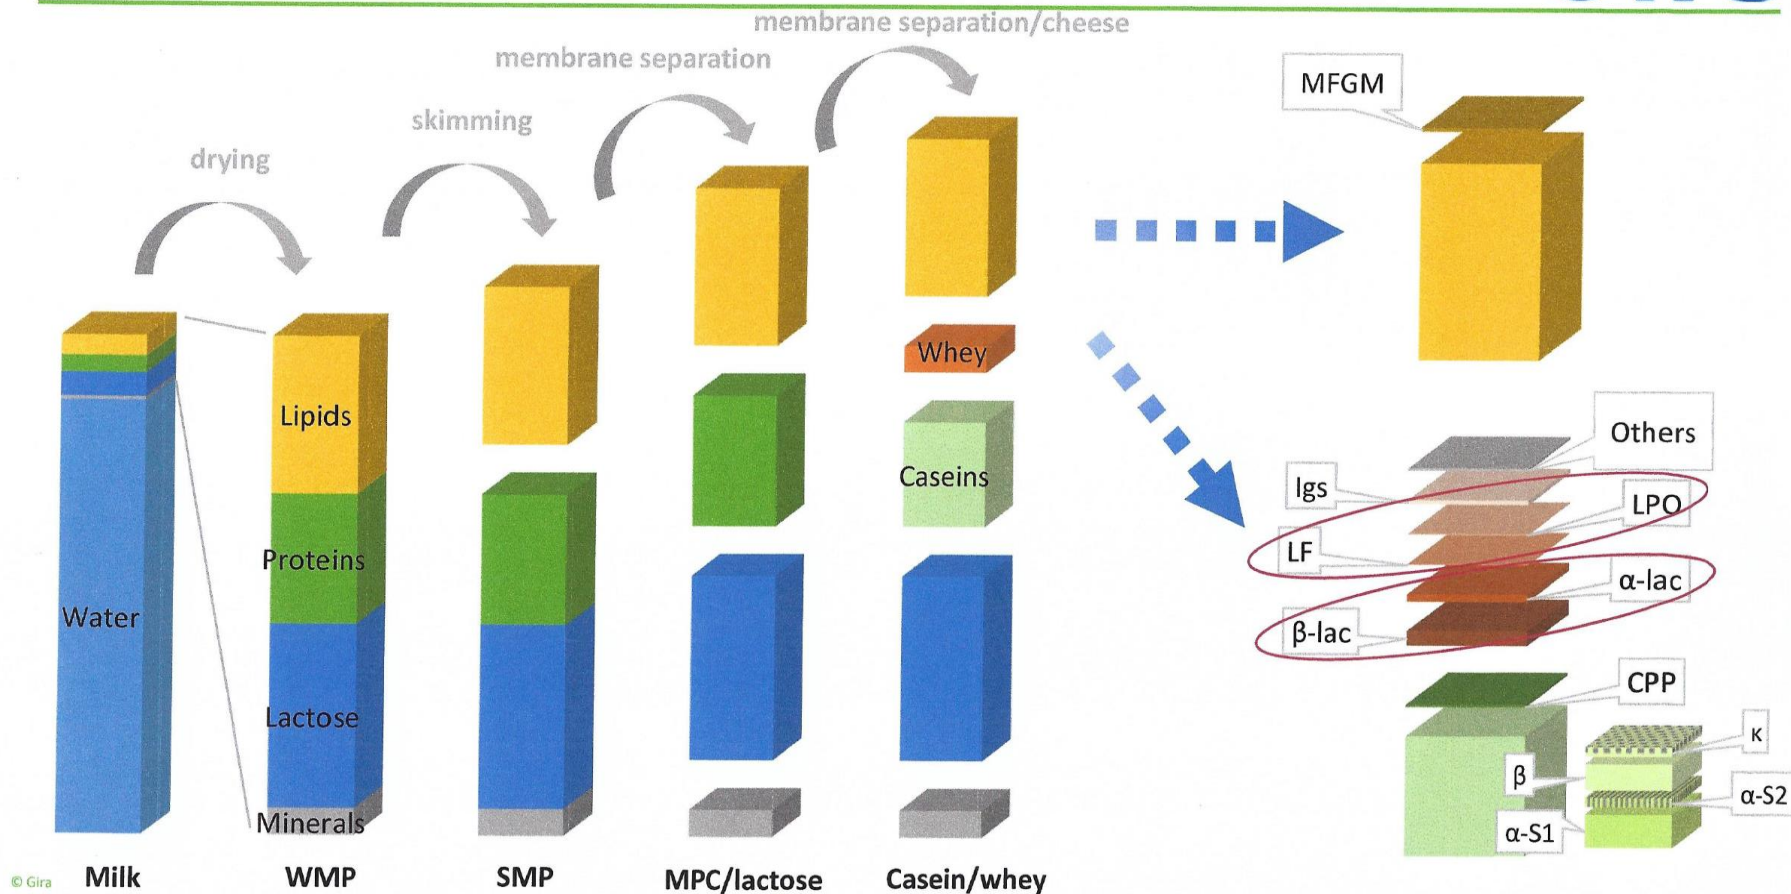 membrane separation/cheese
membrane separation
skimming
drying
MFGM
Whey
Lipids
Caseins
Others
Igs
LPO
LF
α-lac
β-lac
Proteins
Water
Lactose
CPP
κ
β
α-S2
α-S1
Minerals
© Gira
Milk
WMP
SMP
MPC/lactose
Casein/whey